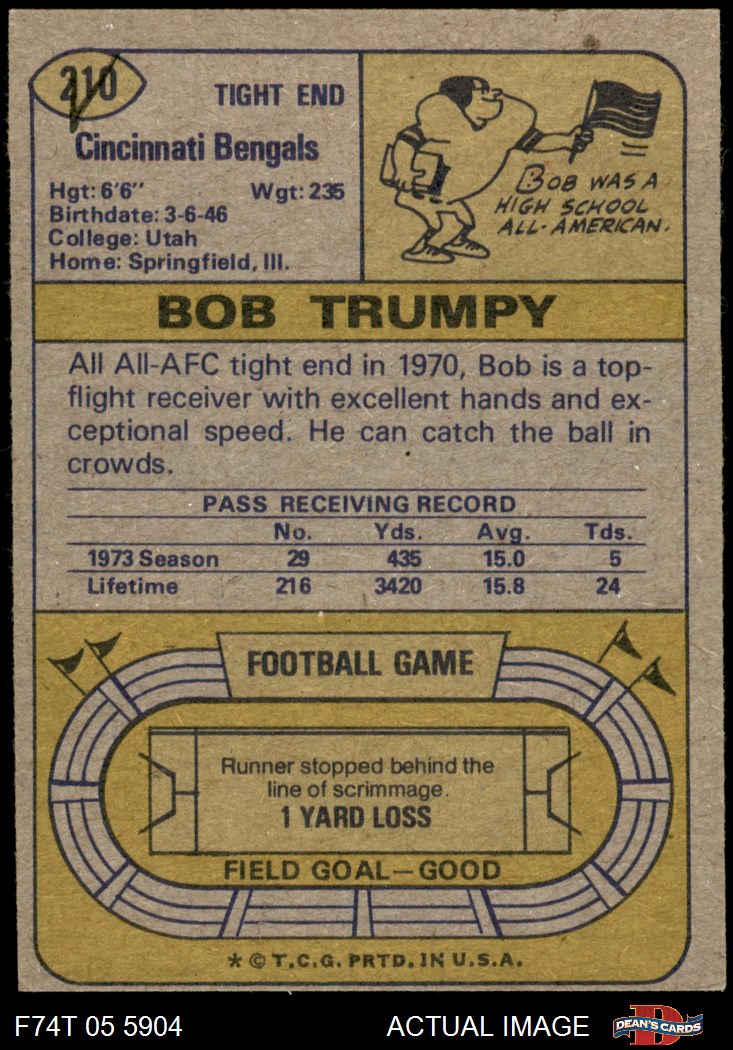 210
TIGHT END
Cincinnati Bengals
Hgt: 6'6" Wgt: 235
Birthdate: 3-6-46
College: Utah
Home: Springfield, Ill.
BOB WAS A
HIGH SCHOOL
ALL-AMERICAN.
BOB TRUMPY
All All-AFC tight end in 1970, Bob is a top-
flight receiver with excellent hands and ex-
ceptional speed. He can catch the ball in
crowds.
PASS RECEIVING RECORD
No. Yds. Avg. Tds.
1973 Season 29 435 15.0 5
Lifetime 216 3420 15.8 24
FOOTBALL GAME
Runner stopped behind the
line of scrimmage.
1 YARD LOSS
FIELD GOAL—GOOD
* © T.C.G. PRTD. IN U.S.A.
F74T 05 5904 ACTUAL IMAGE D DEAN'S CARDS